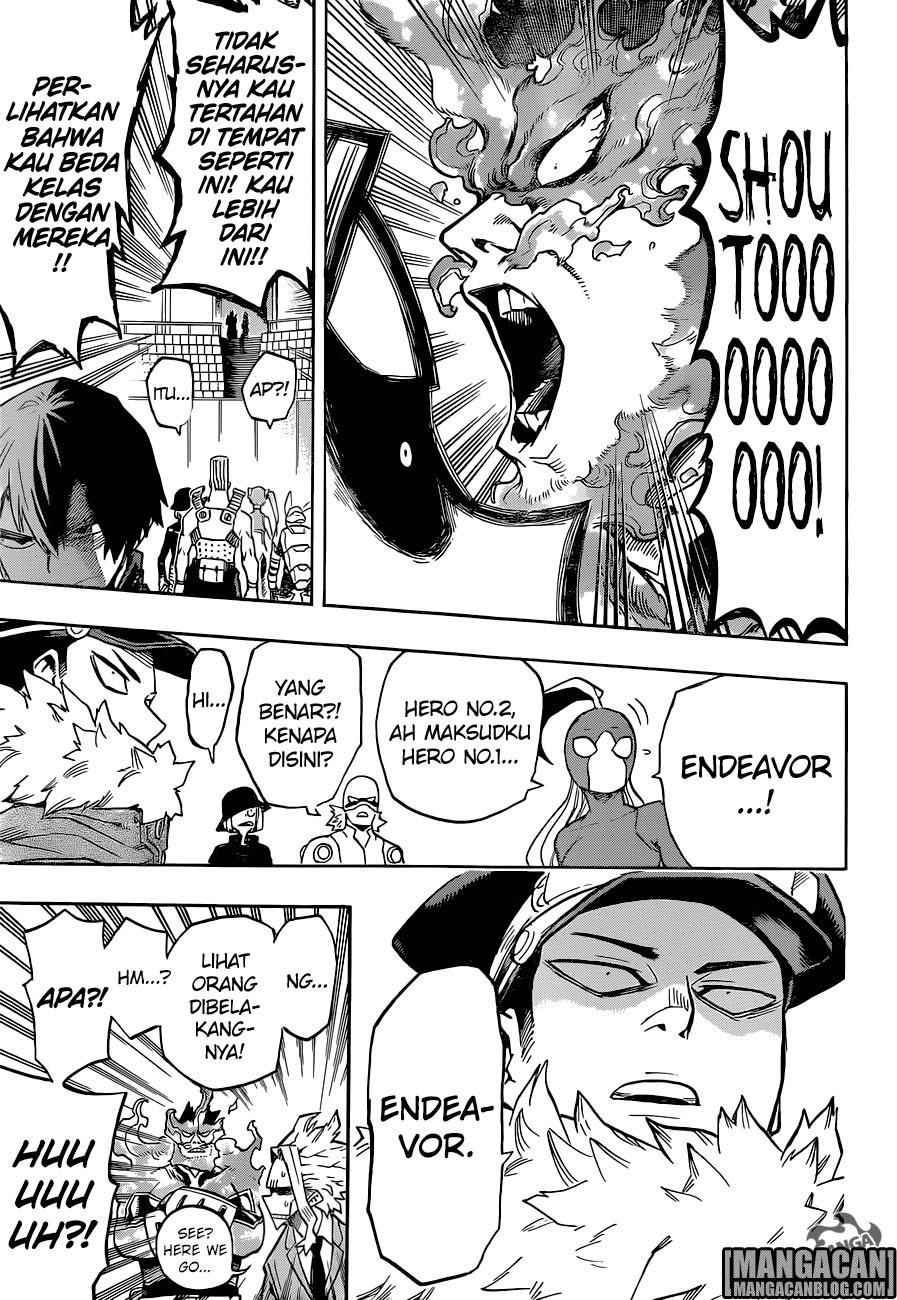 SHOU
TOOO
OOOO
OOO!
TIDAK
SEHARUS-
NYA KAU
TERTAHAN
DI TEMPAT
SEPERTI
INI! KAU
LEBIH
DARI
INI!!
PER-
LIHATKAN
BAHWA
KAU BEDA
KELAS
DENGAN
MEREKA
!!
AP?!
ITU...
ENDEAVOR
...!
HERO NO.2,
AH MAKSUDKU
HERO NO.1...
YANG
BENAR?!
KENAPA
DISINI?
HI...
ENDEA-
VOR.
NG...
LIHAT
ORANG
DIBELA-
KANG-
NYA!
HM...?
APA?!
SEE?
HERE WE
GO...
HUU
UUU
UH?!
MANGACAN
MANGACANBLOG.COM